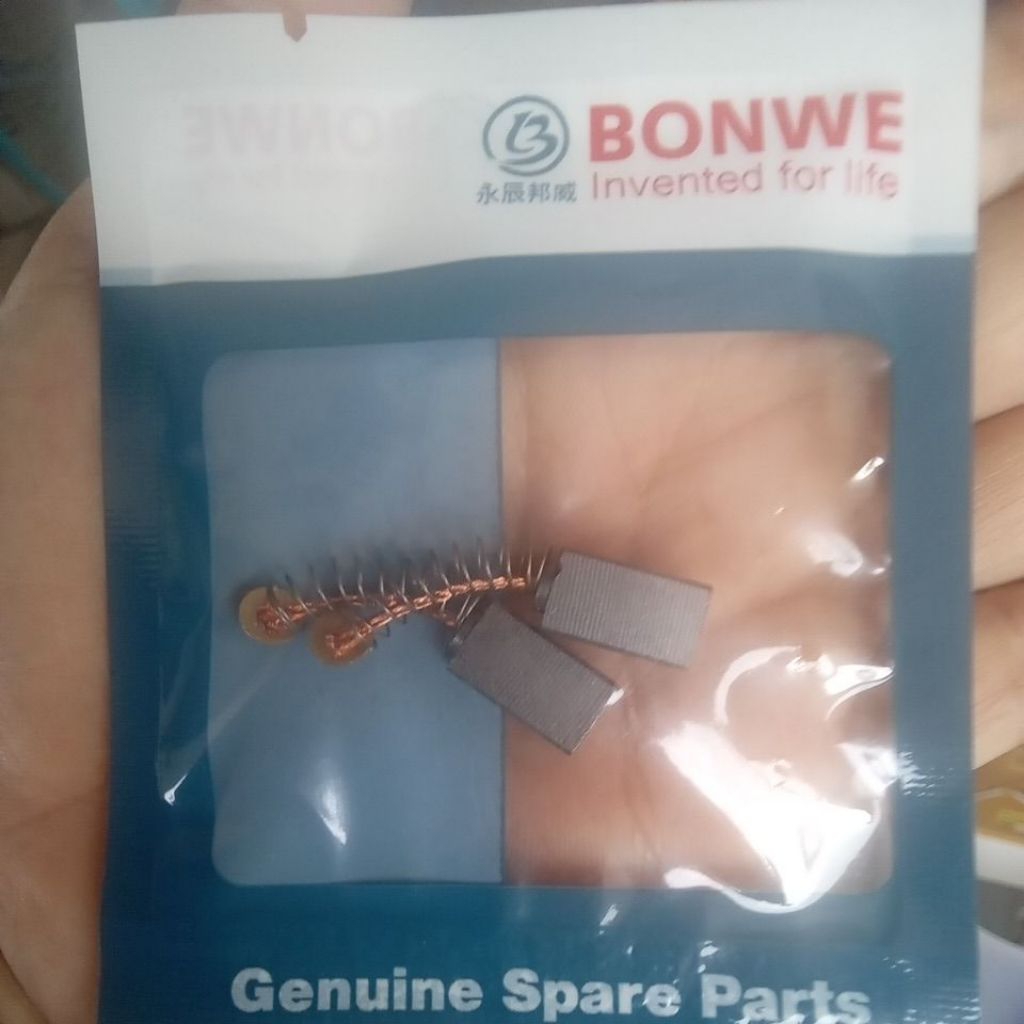 BONWE
永辰邦威
Invented for life
Genuine Spare Parts